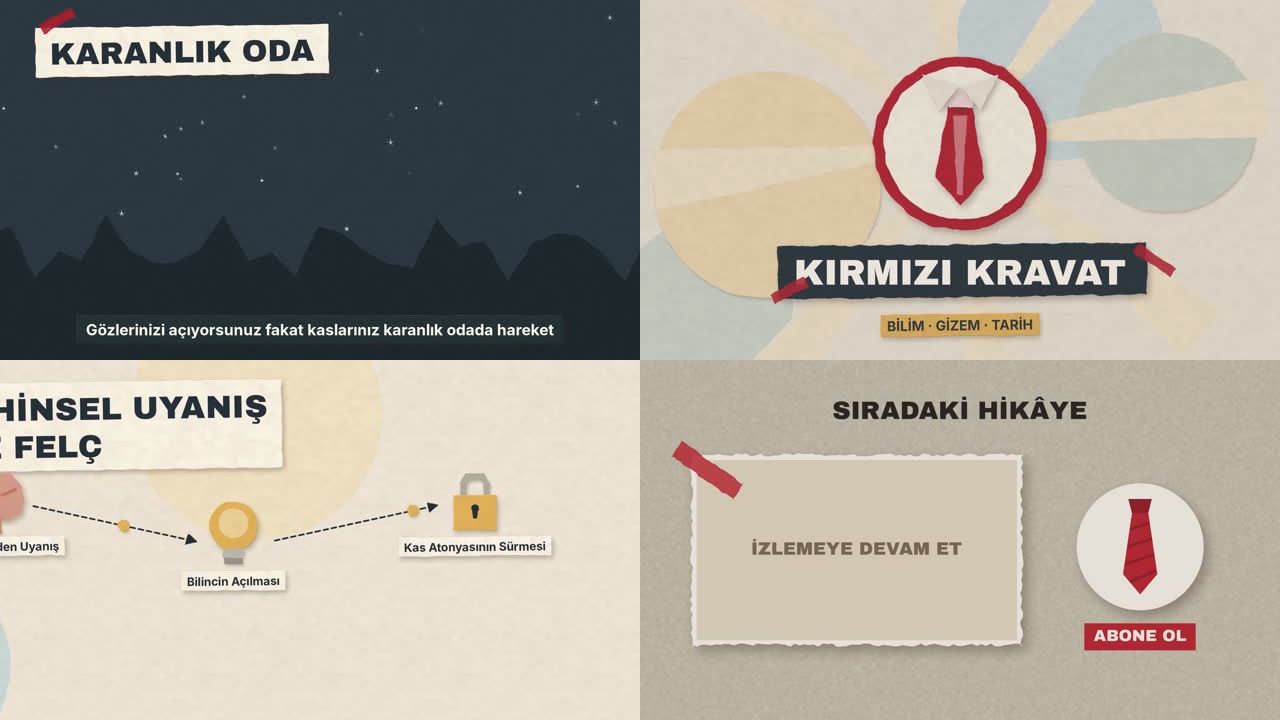 KARANLIK ODA
Gözlerinizi açıyorsunuz fakat kaslarınız karanlık odada hareket
KIRMIZI KRAVAT
BİLİM · GİZEM · TARİH
HİNSEL UYANIŞ
FELÇ
den Uyanış
Bilincin Açılması
Kas Atonyasının Sürmesi
SIRADAKİ HİKÂYE
İZLEMEYE DEVAM ET
ABONE OL